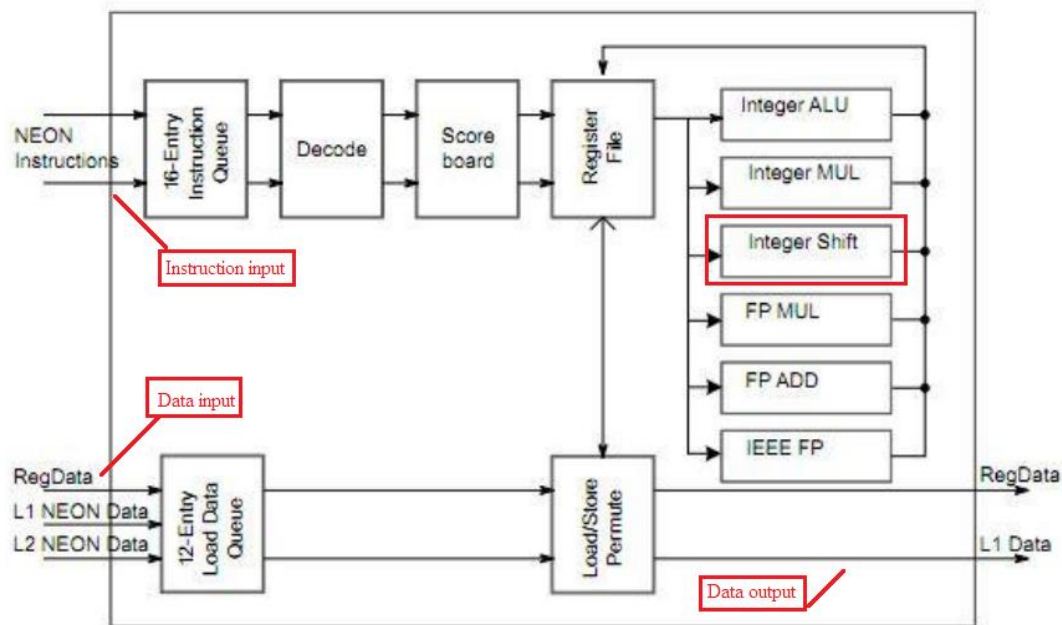 NEON
Instructions
16-Entry
Instruction
Queue
Decode
Score
board
Register
File
Integer ALU
Integer MUL
Integer Shift
FP MUL
FP ADD
IEEE FP
Instruction input
Data input
RegData
L1 NEON Data
L2 NEON Data
12-Entry
Load Data
Queue
Load/Store
Permute
RegData
L1 Data
Data output